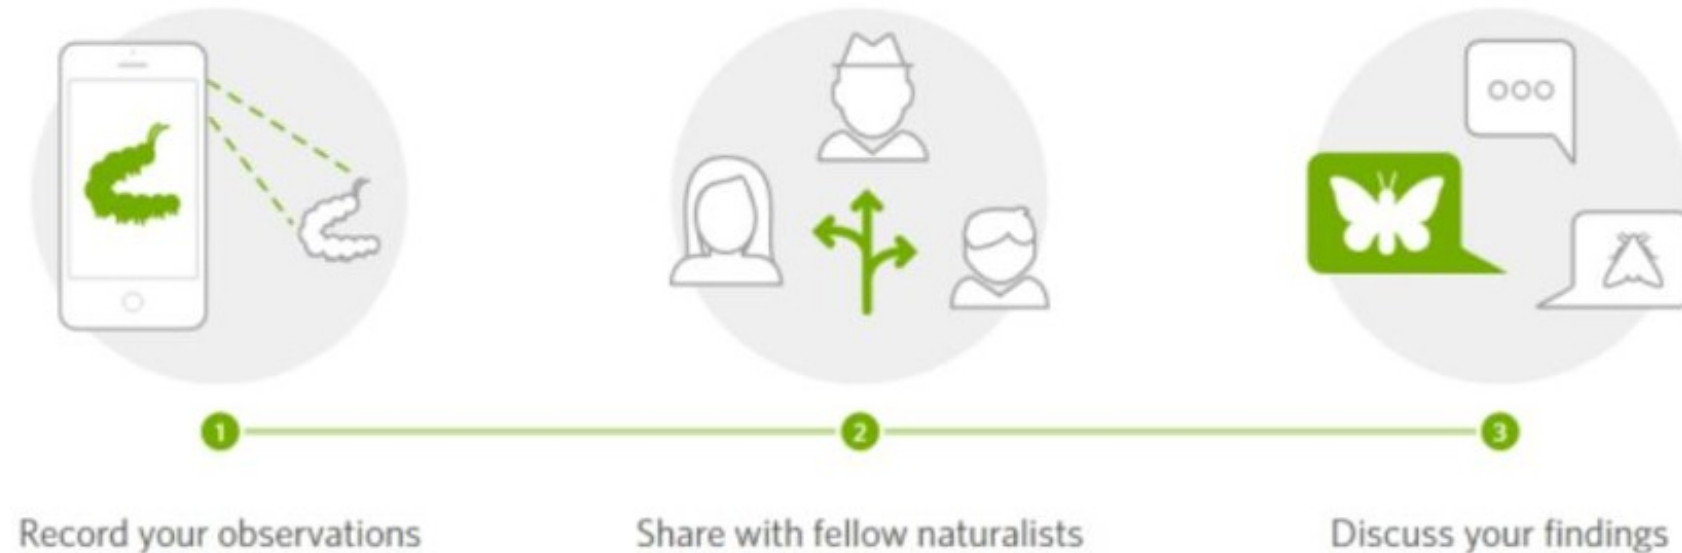 1
2
3
Record your observations
Share with fellow naturalists
Discuss your findings